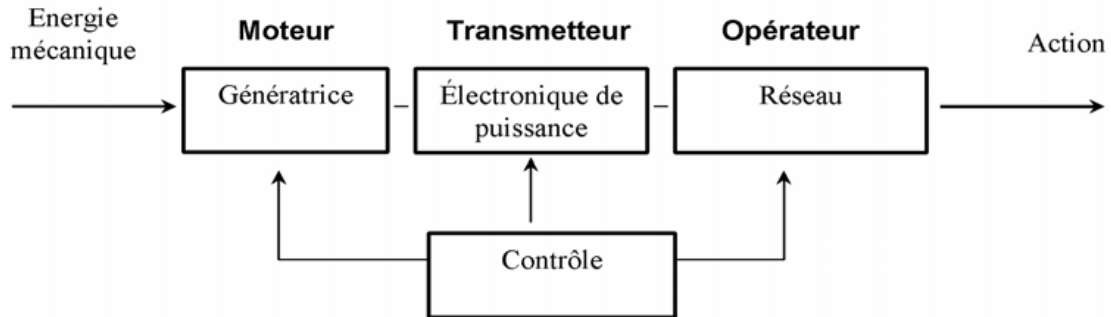 Energie
mécanique
Moteur
Transmetteur
Opérateur
Action
Génératrice
Électronique de
puissance
Réseau
Contrôle